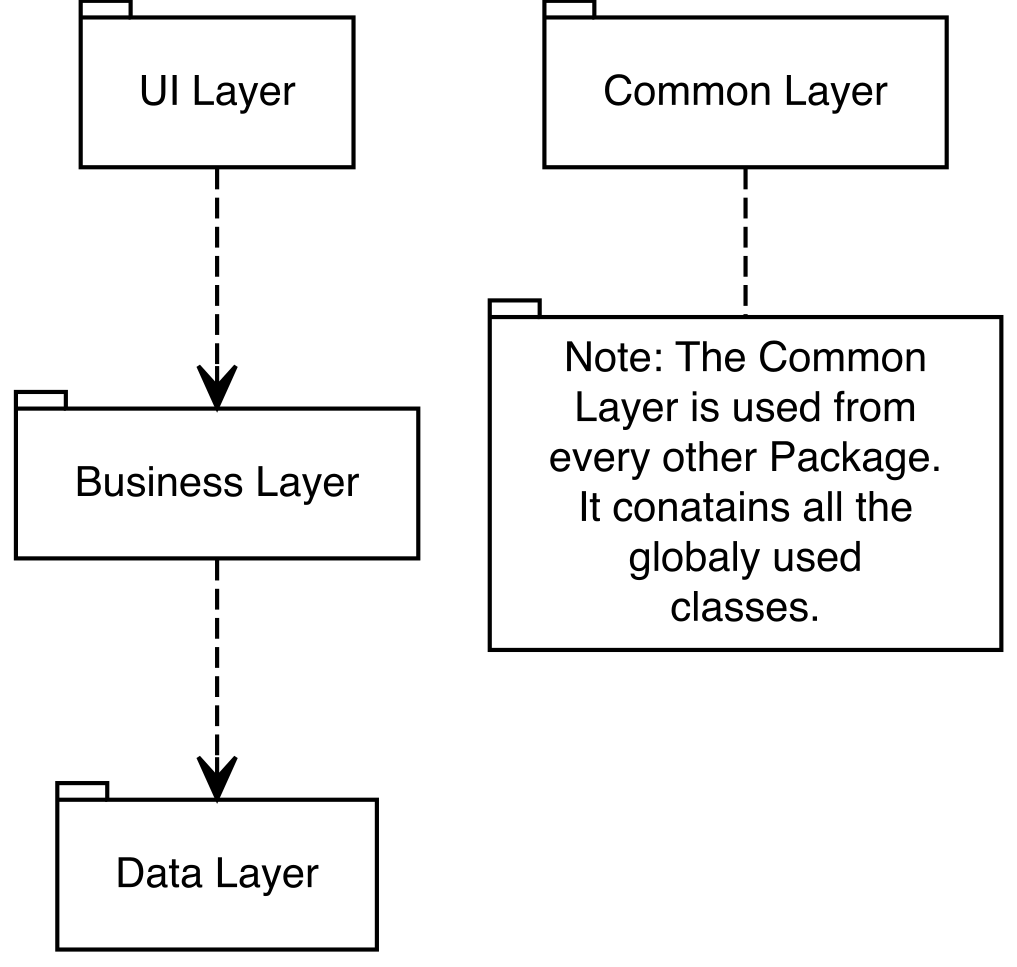 UI Layer
Common Layer
Note: The Common
Layer is used from
every other Package.
It conatains all the
globaly used
classes.
Business Layer
Data Layer